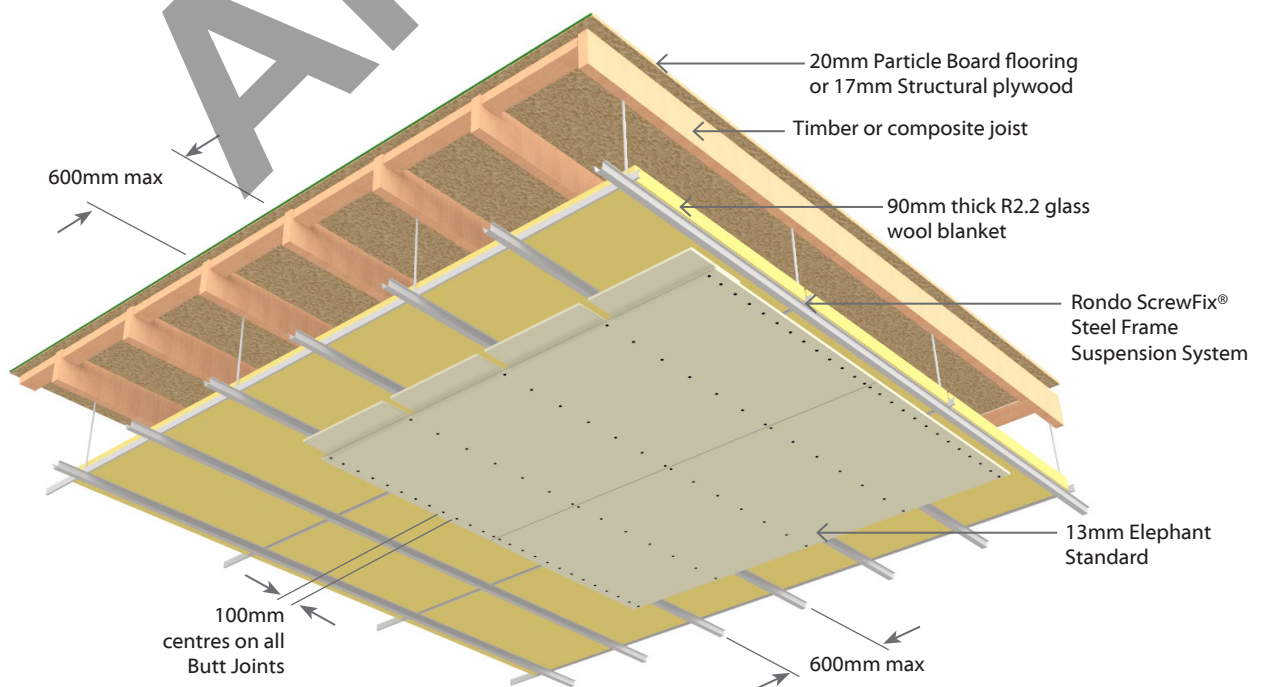 20mm Particle Board flooring
or 17mm Structural plywood
Timber or composite joist
600mm max
90mm thick R2.2 glass
wool blanket
Rondo ScrewFix®
Steel Frame
Suspension System
13mm Elephant
Standard
100mm
centres on all
Butt Joints
600mm max